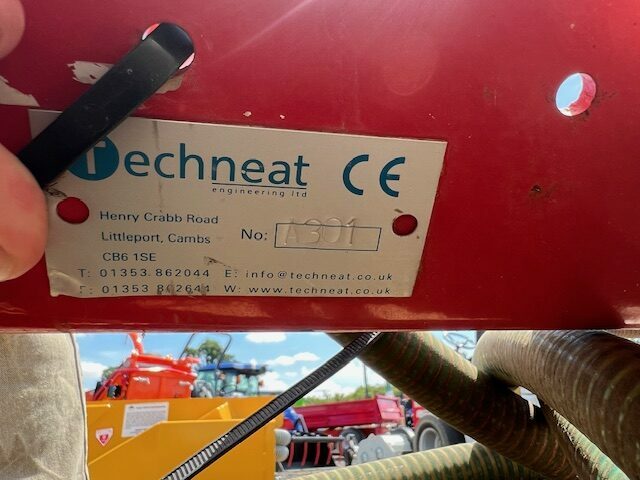 Techneat
engineering ltd
CE
Henry Crabb Road
Littleport, Cambs
CB6 1SE
No: A301
T: 01353 862044 E: info@techneat.co.uk
F: 01353 862644 W: www.techneat.co.uk